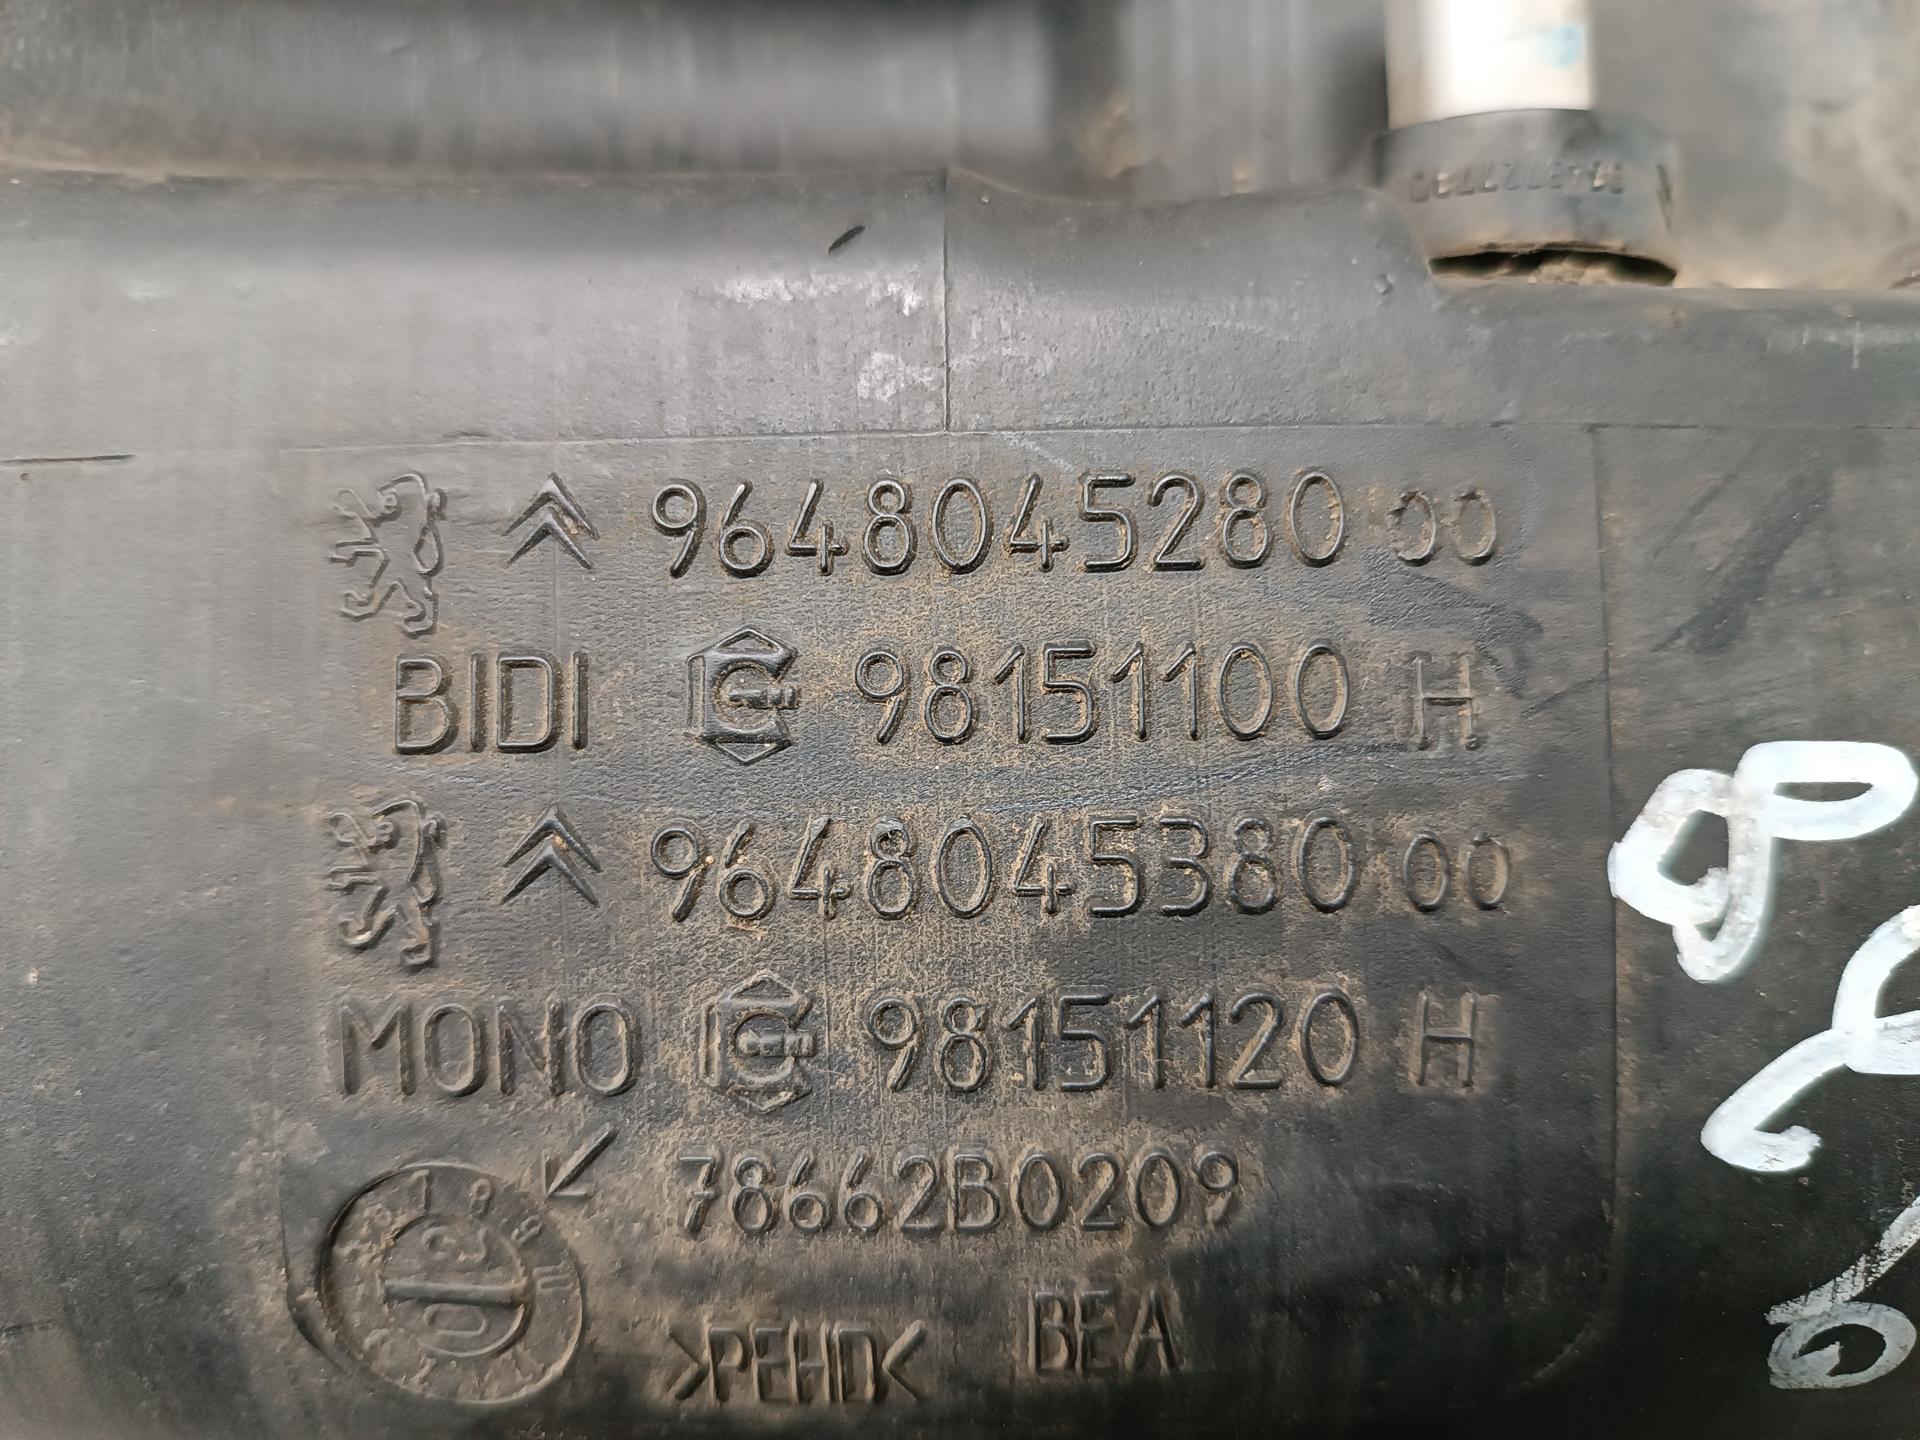 9648045280 00
BIDI 98151100 H
9648045380 00
MONO 98151120 H
78662B0209
>PEHD<
BEA